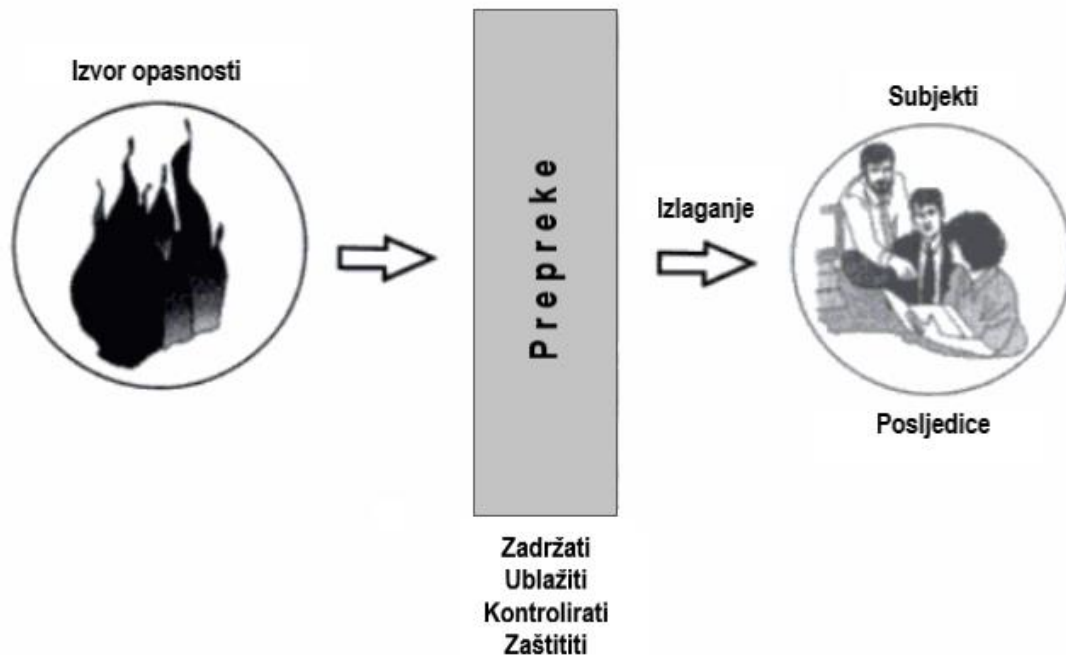 Izvor opasnosti
Prepreke
Zadržati
Ublažiti
Kontrolirati
Zaštititi
Izlaganje
Subjekti
Posljedice